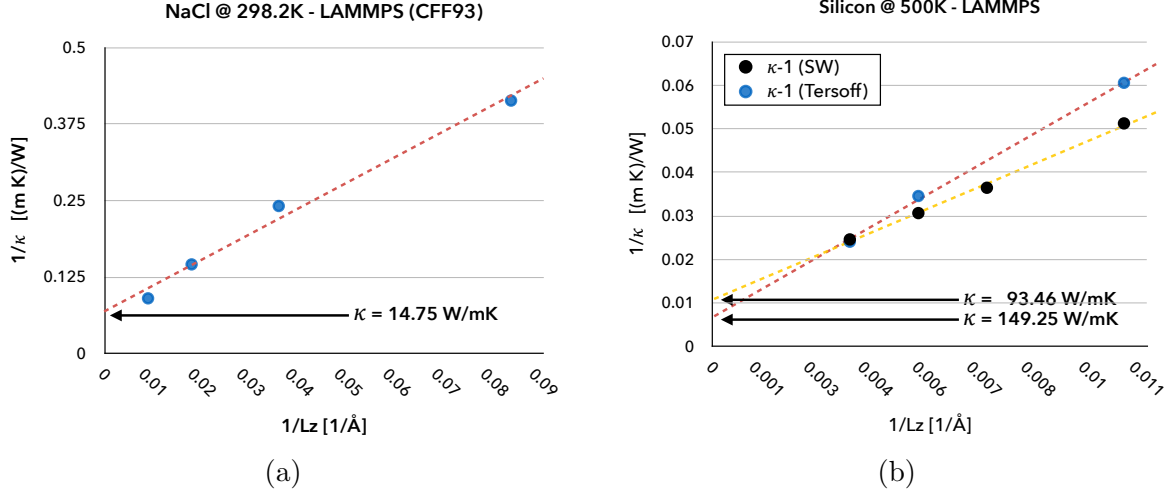 NaCl @ 298.2K - LAMMPS (CFF93)
1/κ [(m K)/W]
0.5
0.375
0.25
0.125
0
κ = 14.75 W/mK
0 0.01 0.02 0.04 0.05 0.06 0.07 0.08 0.09
1/Lz [1/Å]
(a)
Silicon @ 500K - LAMMPS
1/κ [(m K)/W]
0.07
0.06
0.05
0.04
0.03
0.02
0.01
0
κ-1 (SW)
κ-1 (Tersoff)
κ = 93.46 W/mK
κ = 149.25 W/mK
0 0.001 0.003 0.004 0.006 0.007 0.008 0.01 0.011
1/Lz [1/Å]
(b)